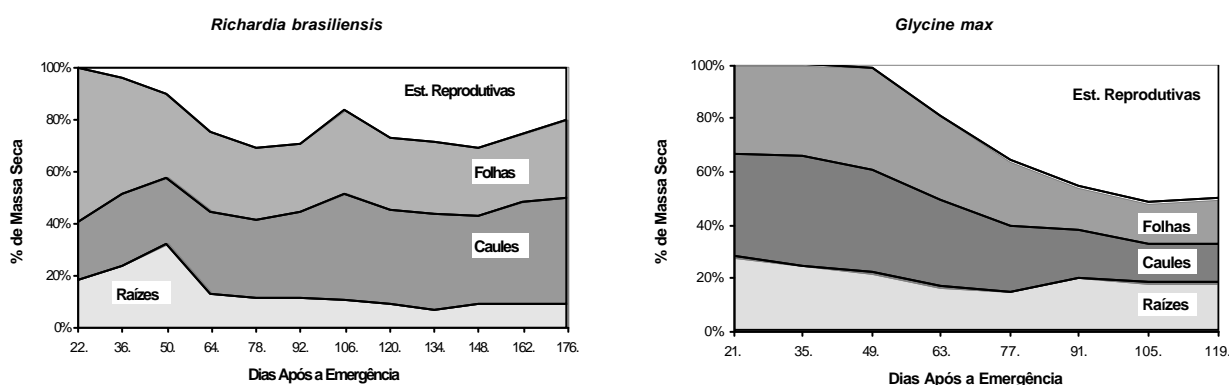 Richardia brasiliensis
100%
80%
60%
40%
20%
0%
% de Massa Seca
Est. Reprodutivas
Folhas
Caules
Raízes
22. 36. 50. 64. 78. 92. 106. 120. 134. 148. 162. 176.
Dias Após a Emergência
Glycine max
100%
80%
60%
40%
20%
0%
% de Massa Seca
Est. Reprodutivas
Folhas
Caules
Raízes
21. 35. 49. 63. 77. 91. 105. 119.
Dias Após a Emergência